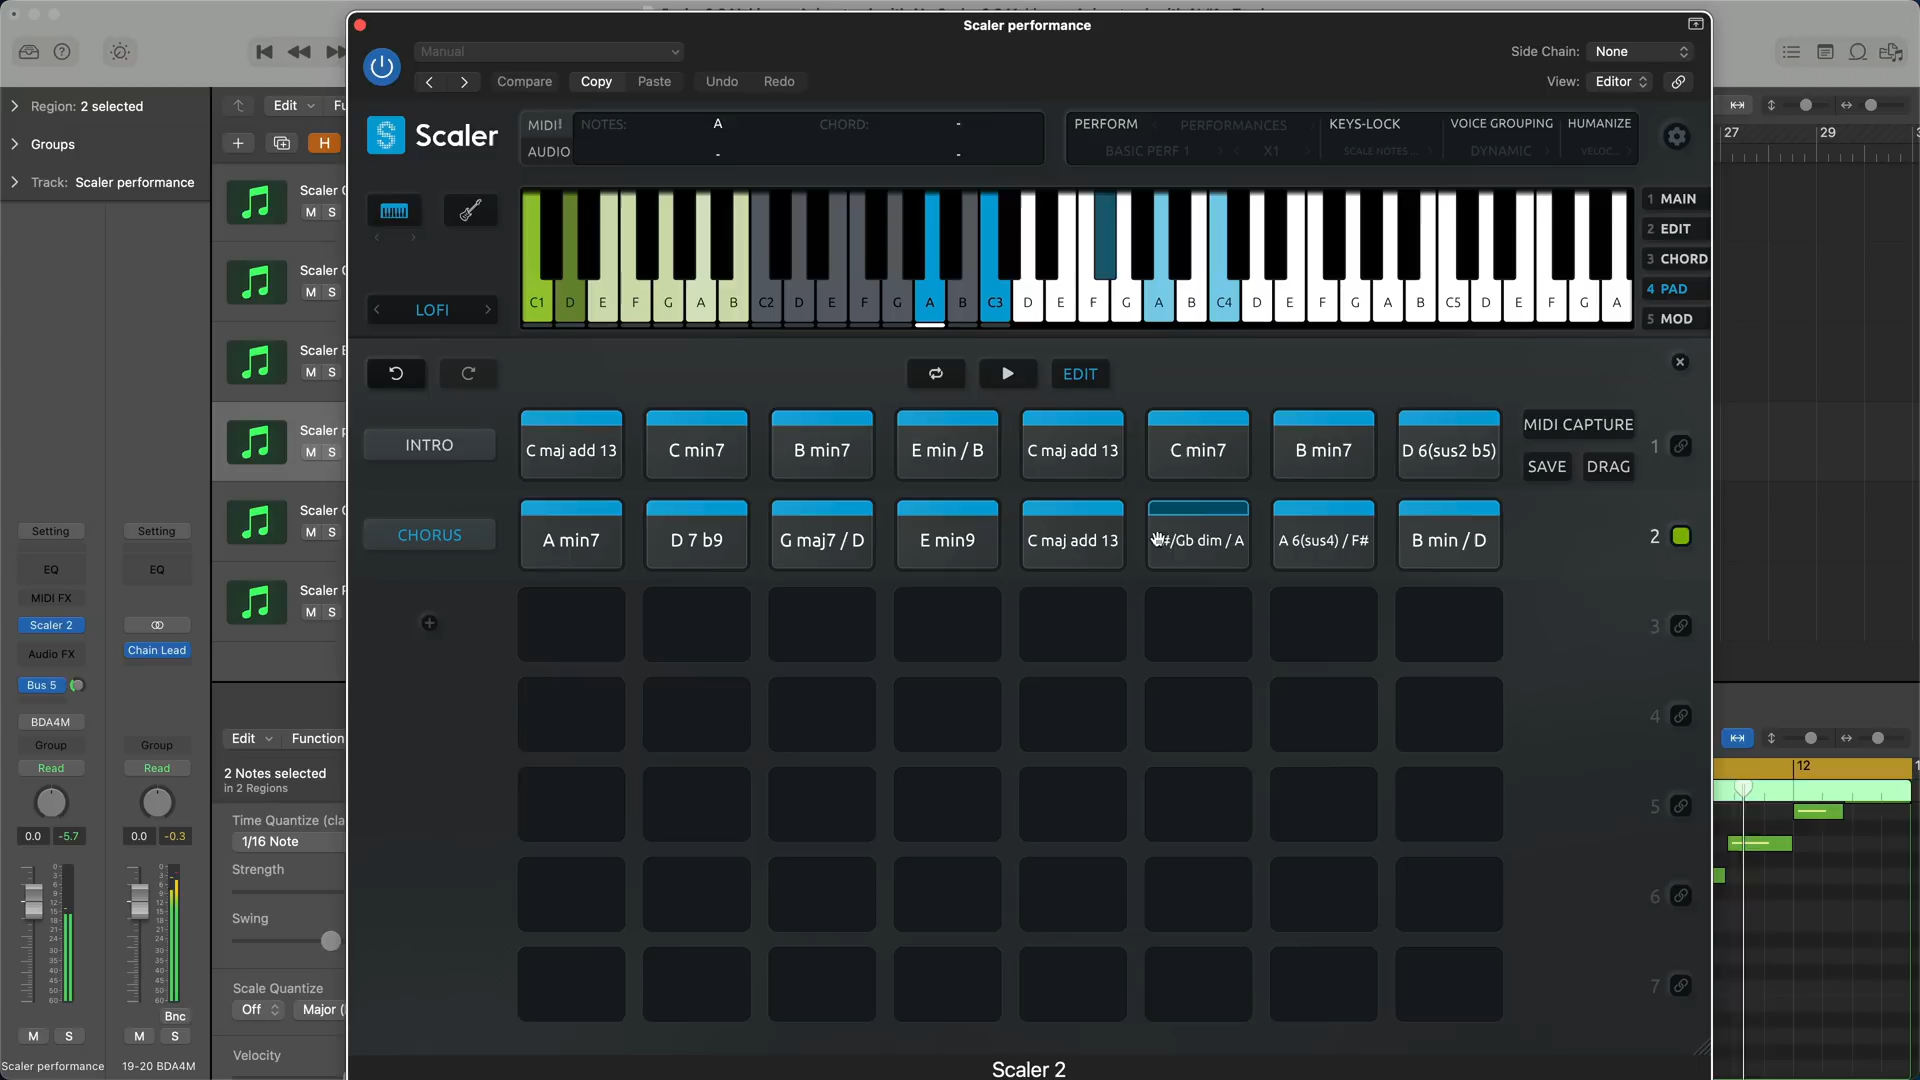 Scaler performance
Manual
Side Chain: None
Compare Copy Paste Undo Redo
View: Editor
Region: 2 selected
Groups
Track: Scaler performance
Edit
H
27 29
Scaler
MIDI NOTES: A CHORD: -
AUDIO - -
PERFORM PERFORMANCES KEYS-LOCK VOICE GROUPING HUMANIZE
BASIC PERF 1 X1 SCALE NOTES ... DYNAMIC VELOC...
M S
M S
M S
M S
M S
M S
LOFI
C1 D E F G A B C2 D E F G A B C3 D E F G A B C4 D E F G A B C5 D E F G A
1 MAIN
2 EDIT
3 CHORD
4 PAD
5 MOD
EDIT
INTRO
C maj add 13 C min7 B min7 E min / B C maj add 13 C min7 B min7 D 6(sus2 b5)
MIDI CAPTURE
SAVE DRAG
1
CHORUS
A min7 D 7 b9 G maj7 / D E min9 C maj add 13 #/Gb dim / A A 6(sus4) / F# B min / D
2
3
4
5
6
7
Setting Setting
EQ EQ
MIDI FX
Scaler 2
Audio FX Chain Lead
Bus 5
BDA4M
Group Group
Read Read
0.0 -5.7 0.0 -0.3
Bnc
M S M S
Scaler performance 19-20 BDA4M
Edit Function
2 Notes selected
in 2 Regions
Time Quantize (cla
1/16 Note
Strength
Swing
Scale Quantize
Off Major (
Velocity
12
Scaler 2